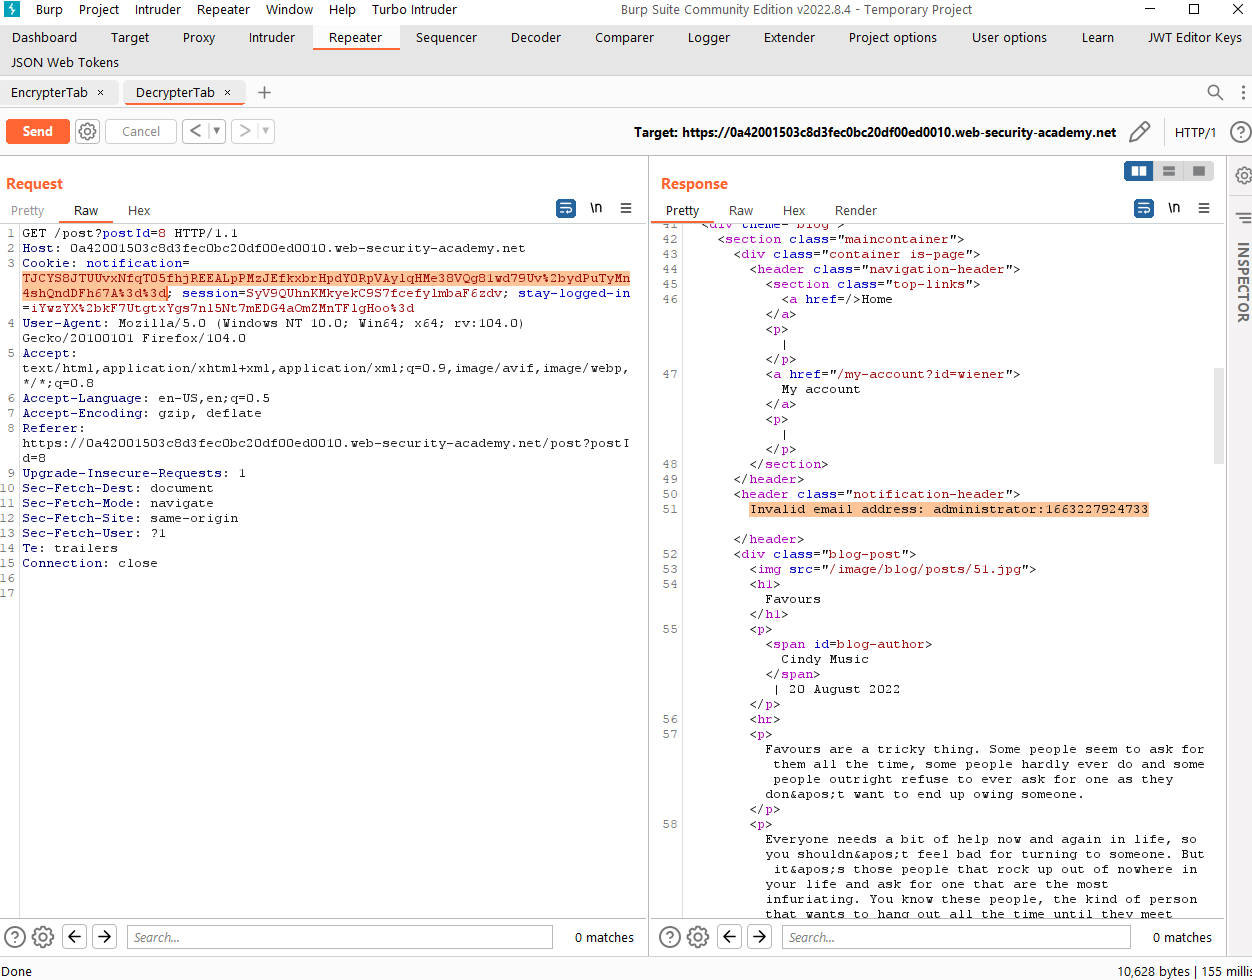 Burp Project Intruder Repeater Window Help Turbo Intruder Burp Suite Community Edition v2022.8.4 - Temporary Project
Dashboard Target Proxy Intruder Repeater Sequencer Decoder Comparer Logger Extender Project options User options Learn JWT Editor Keys
JSON Web Tokens
EncrypterTab × DecrypterTab × +
Send Cancel < > Target: https://0a42001503c8d3fec0bc20df00ed0010.web-security-academy.net HTTP/1
Request
Pretty Raw Hex \n
1 GET /post?postId=8 HTTP/1.1
2 Host: 0a42001503c8d3fec0bc20df00ed0010.web-security-academy.net
3 Cookie: notification=
TJCYS8JTUUvxNfqTO5fhjREEALpPMzJEfkxbrHpdYORpVAylqHMe38VQg81wd79Uv%2bydPuTyMn
4shQndDFh67A%3d%3d; session=SyV9QUhnKMkyekC9S7fcefylmbaF6zdv; stay-logged-in
=iYwzYX%2bkF7UtgtxYgs7nl5Nt7mEDG4aOmZMnTFlgHoo%3d
4 User-Agent: Mozilla/5.0 (Windows NT 10.0; Win64; x64; rv:104.0)
Gecko/20100101 Firefox/104.0
5 Accept:
text/html,application/xhtml+xml,application/xml;q=0.9,image/avif,image/webp,
*/*;q=0.8
6 Accept-Language: en-US,en;q=0.5
7 Accept-Encoding: gzip, deflate
8 Referer:
https://0a42001503c8d3fec0bc20df00ed0010.web-security-academy.net/post?postI
d=8
9 Upgrade-Insecure-Requests: 1
10 Sec-Fetch-Dest: document
11 Sec-Fetch-Mode: navigate
12 Sec-Fetch-Site: same-origin
13 Sec-Fetch-User: ?1
14 Te: trailers
15 Connection: close
16
17
Search... 0 matches
Response
Pretty Raw Hex Render \n
41 <div theme="blog">
42 <section class="maincontainer">
43 <div class="container is-page">
44 <header class="navigation-header">
45 <section class="top-links">
46 <a href=/>Home
</a>
<p>
|
</p>
47 <a href="/my-account?id=wiener">
My account
</a>
<p>
|
</p>
48 </section>
49 </header>
50 <header class="notification-header">
51 Invalid email address: administrator:1663227924733
</header>
52 <div class="blog-post">
53 <img src="/image/blog/posts/51.jpg">
54 <h1>
Favours
</h1>
55 <p>
<span id=blog-author>
Cindy Music
</span>
| 20 August 2022
</p>
56 <hr>
57 <p>
Favours are a tricky thing. Some people seem to ask for
them all the time, some people hardly ever do and some
people outright refuse to ever ask for one as they
don&apos;t want to end up owing someone.
</p>
58 <p>
Everyone needs a bit of help now and again in life, so
you shouldn&apos;t feel bad for turning to someone. But
it&apos;s those people that rock up out of nowhere in
your life and ask for one that are the most
infuriating. You know these people, the kind of person
that wants to hang out all the time until they meet
Search... 0 matches
INSPECTOR
Done 10,628 bytes | 155 millis